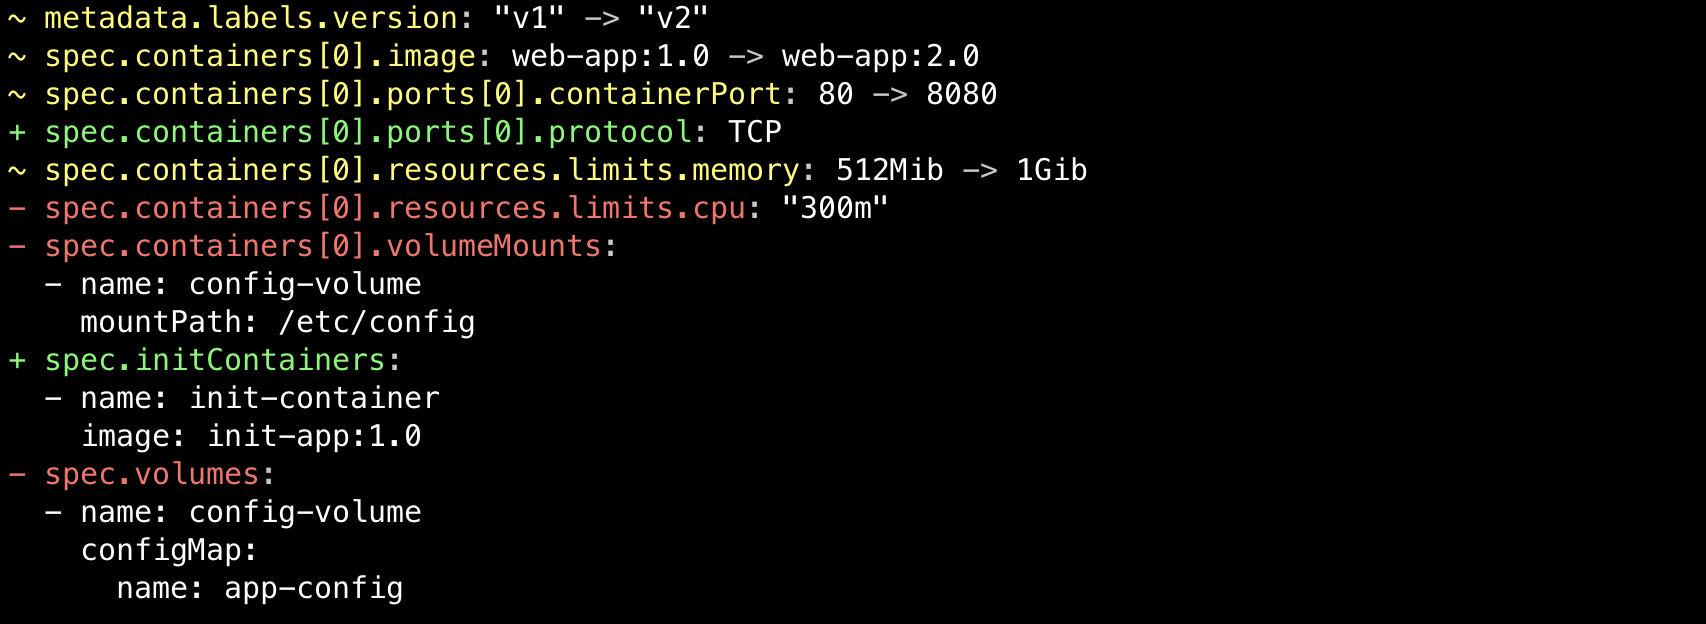 ~ metadata.labels.version: "v1" -> "v2"
~ spec.containers[0].image: web-app:1.0 -> web-app:2.0
~ spec.containers[0].ports[0].containerPort: 80 -> 8080
+ spec.containers[0].ports[0].protocol: TCP
~ spec.containers[0].resources.limits.memory: 512Mib -> 1Gib
- spec.containers[0].resources.limits.cpu: "300m"
- spec.containers[0].volumeMounts:
  - name: config-volume
    mountPath: /etc/config
+ spec.initContainers:
  - name: init-container
    image: init-app:1.0
- spec.volumes:
  - name: config-volume
    configMap:
      name: app-config